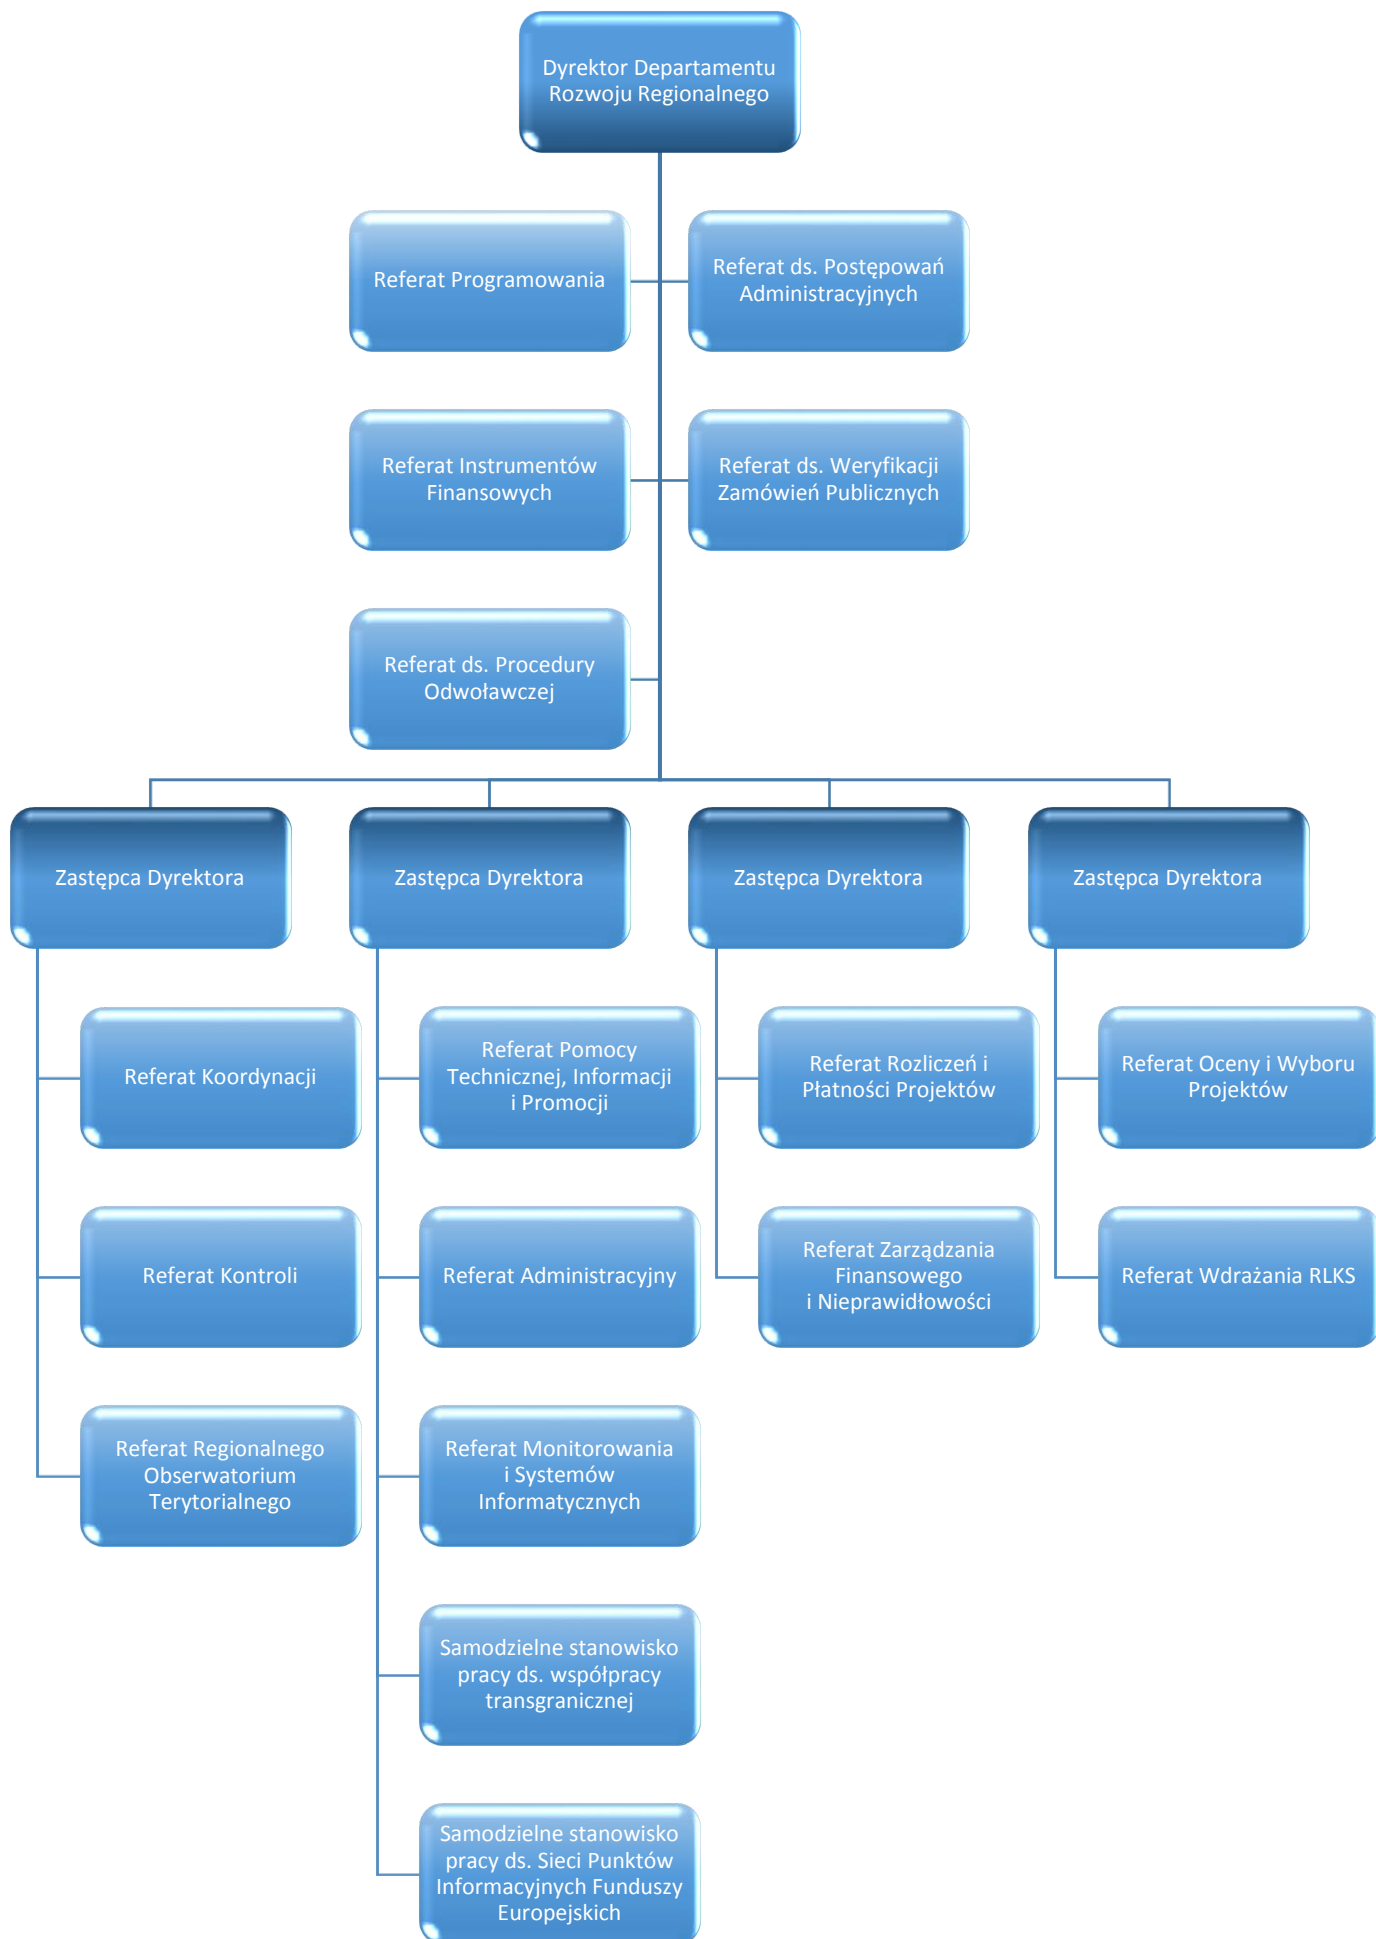 Dyrektor Departamentu
Rozwoju Regionalnego
Referat Programowania
Referat ds. Postępowań
Administracyjnych
Referat Instrumentów
Finansowych
Referat ds. Weryfikacji
Zamówień Publicznych
Referat ds. Procedury
Odwoławczej
Zastępca Dyrektora
Zastępca Dyrektora
Zastępca Dyrektora
Zastępca Dyrektora
Referat Koordynacji
Referat Kontroli
Referat Regionalnego
Obserwatorium
Terytorialnego
Referat Pomocy
Technicznej, Informacji
i Promocji
Referat Administracyjny
Referat Monitorowania
i Systemów
Informatycznych
Samodzielne stanowisko
pracy ds. współpracy
transgranicznej
Samodzielne stanowisko
pracy ds. Sieci Punktów
Informacyjnych Funduszy
Europejskich
Referat Rozliczeń i
Płatności Projektów
Referat Zarządzania
Finansowego
i Nieprawidłowości
Referat Oceny i Wyboru
Projektów
Referat Wdrażania RLKS